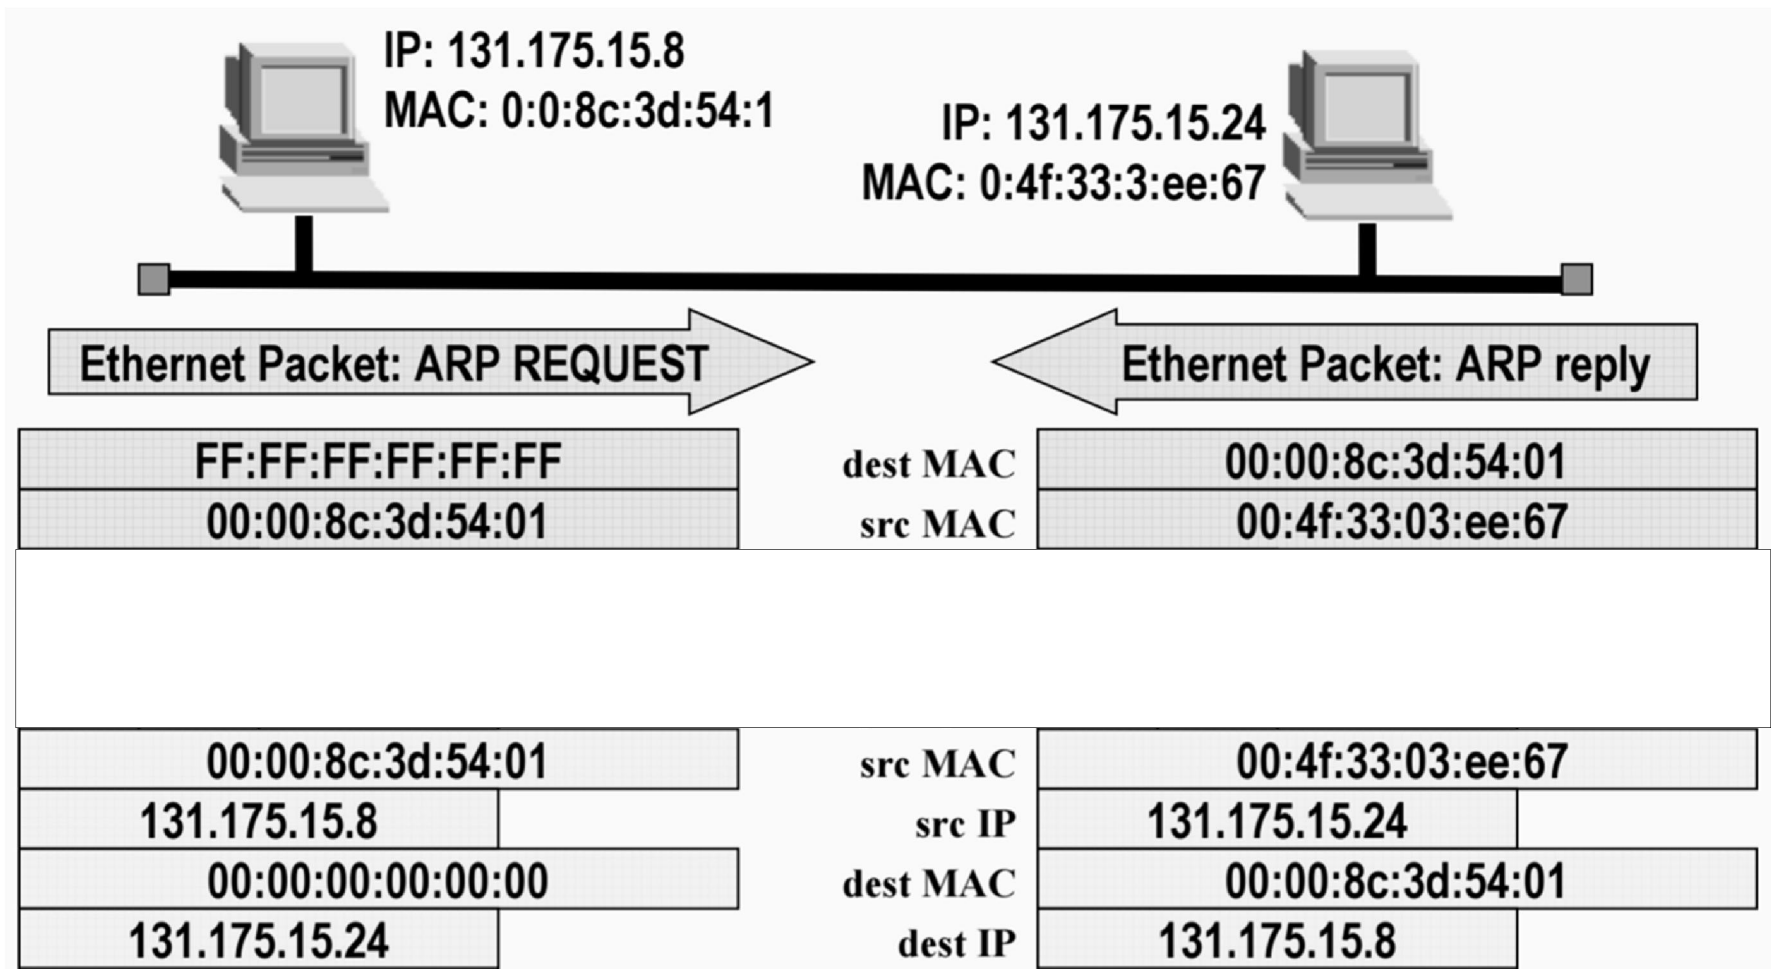 IP: 131.175.15.8
MAC: 0:0:8c:3d:54:1
IP: 131.175.15.24
MAC: 0:4f:33:3:ee:67
Ethernet Packet: ARP REQUEST
Ethernet Packet: ARP reply
FF:FF:FF:FF:FF:FF dest MAC 00:00:8c:3d:54:01
00:00:8c:3d:54:01 src MAC 00:4f:33:03:ee:67
00:00:8c:3d:54:01 src MAC 00:4f:33:03:ee:67
131.175.15.8 src IP 131.175.15.24
00:00:00:00:00:00 dest MAC 00:00:8c:3d:54:01
131.175.15.24 dest IP 131.175.15.8